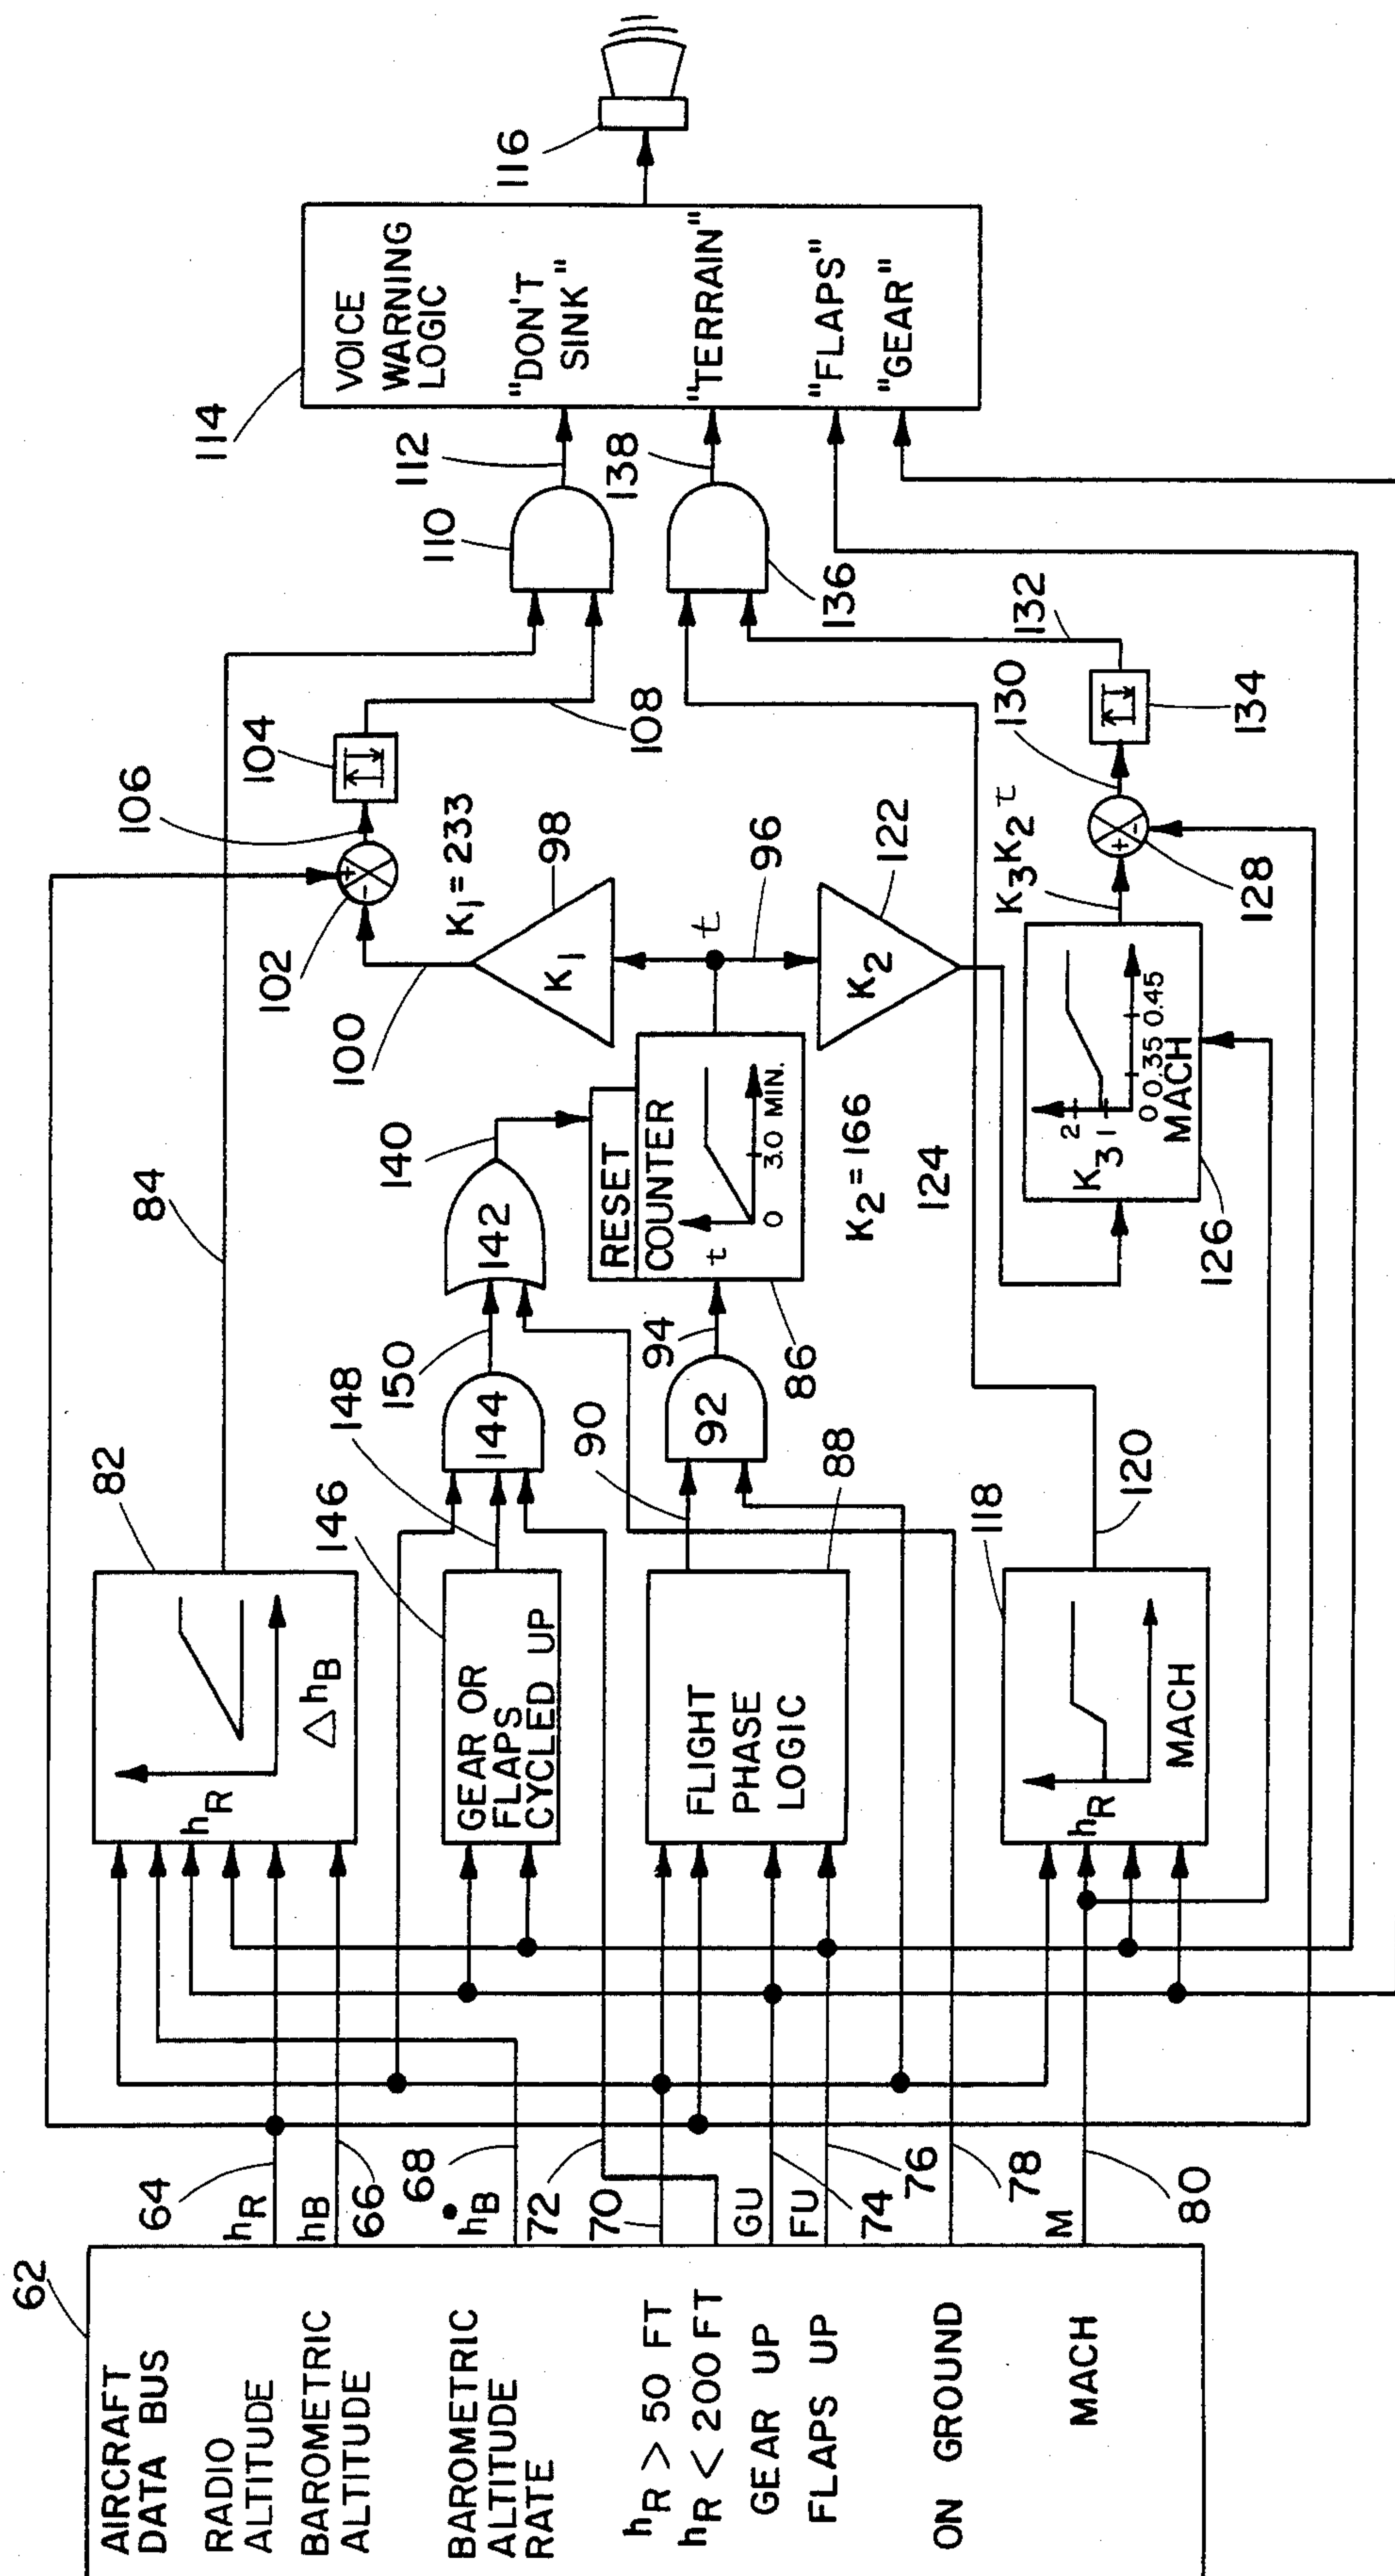 62
AIRCRAFT
DATA BUS
RADIO
ALTITUDE
BAROMETRIC
ALTITUDE
BAROMETRIC
ALTITUDE
RATE
hR > 50 FT
hR < 200 FT
GEAR UP
FLAPS UP
ON GROUND
MACH
64
hR
hB
66
68
ḣB
72
70
GU
FU
74
76
78
M
80
82
hR
ΔhB
84
146
GEAR OR
FLAPS
CYCLED UP
148
144
150
142
140
FLIGHT
PHASE
LOGIC
88
90
92
94
86
RESET
COUNTER
t
0
3.0 MIN.
118
hR
MACH
120
K2 = 166
124
126
K3
2
1
0
0.35
0.45
MACH
100
102
K1 = 233
K1
98
t
96
K2
122
106
104
108
K3K2t
128
130
134
132
110
112
136
138
114
VOICE
WARNING
LOGIC
"DON'T
SINK"
"TERRAIN"
"FLAPS"
"GEAR"
116